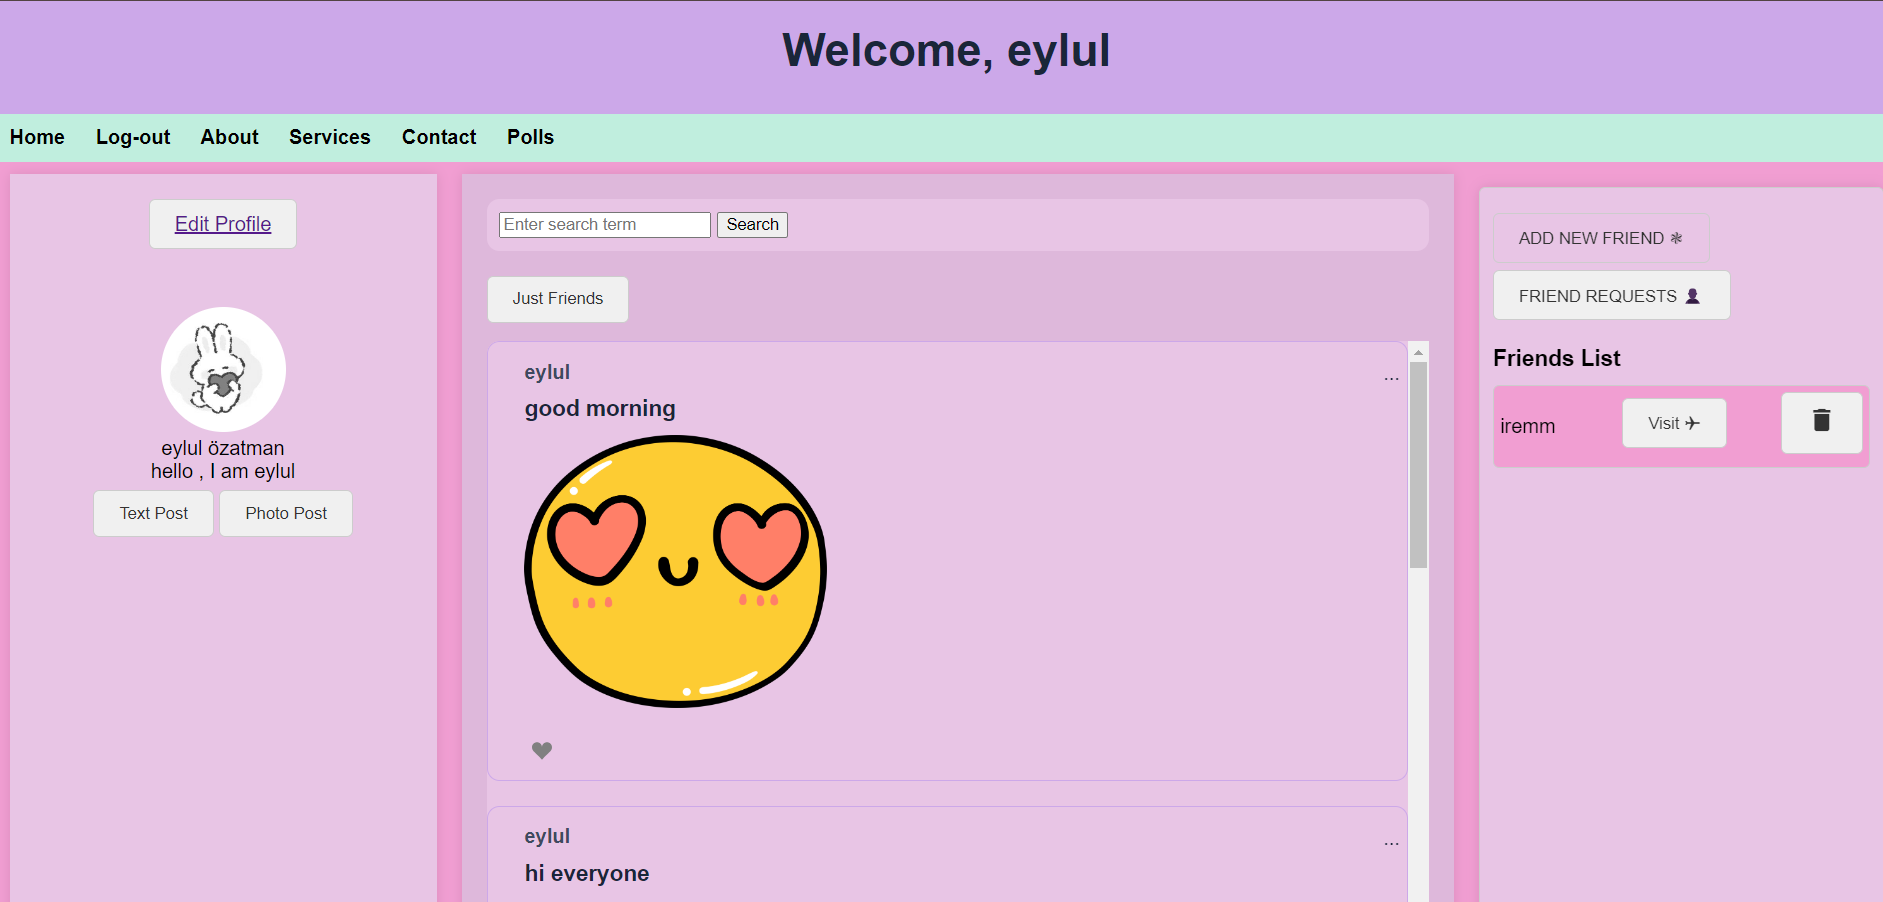 Welcome, eylul
Home Log-out About Services Contact Polls
Edit Profile
eylul özatman
hello , I am eylul
Text Post Photo Post
Enter search term Search
Just Friends
eylul ...
good morning
eylul ...
hi everyone
ADD NEW FRIEND
FRIEND REQUESTS
Friends List
iremm Visit